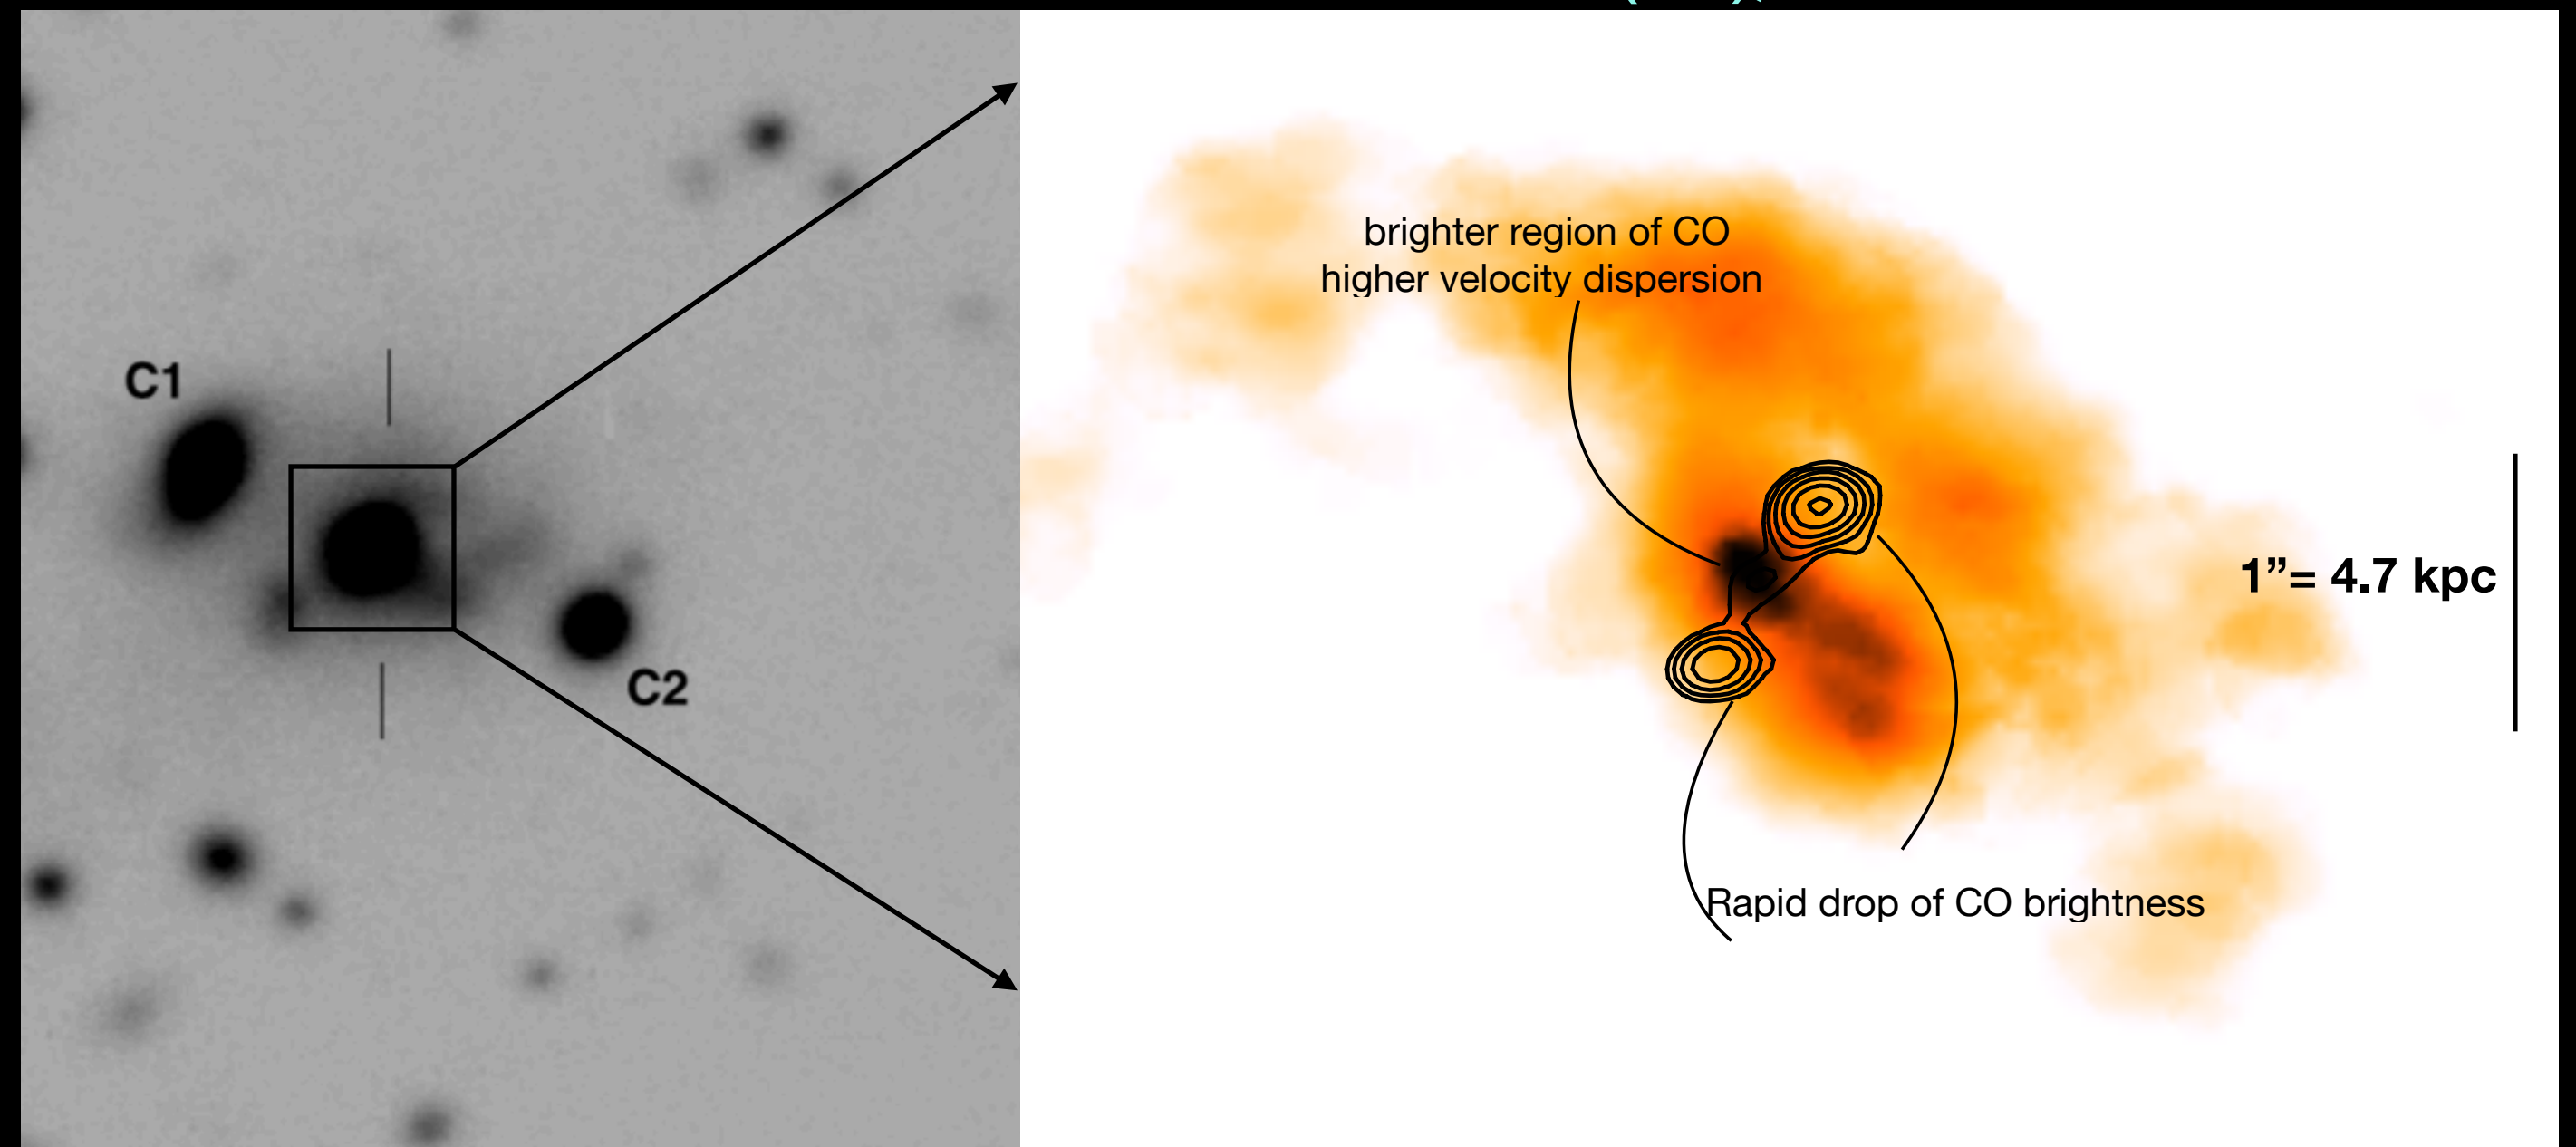 C1
C2
brighter region of CO
higher velocity dispersion
1”= 4.7 kpc
Rapid drop of CO brightness